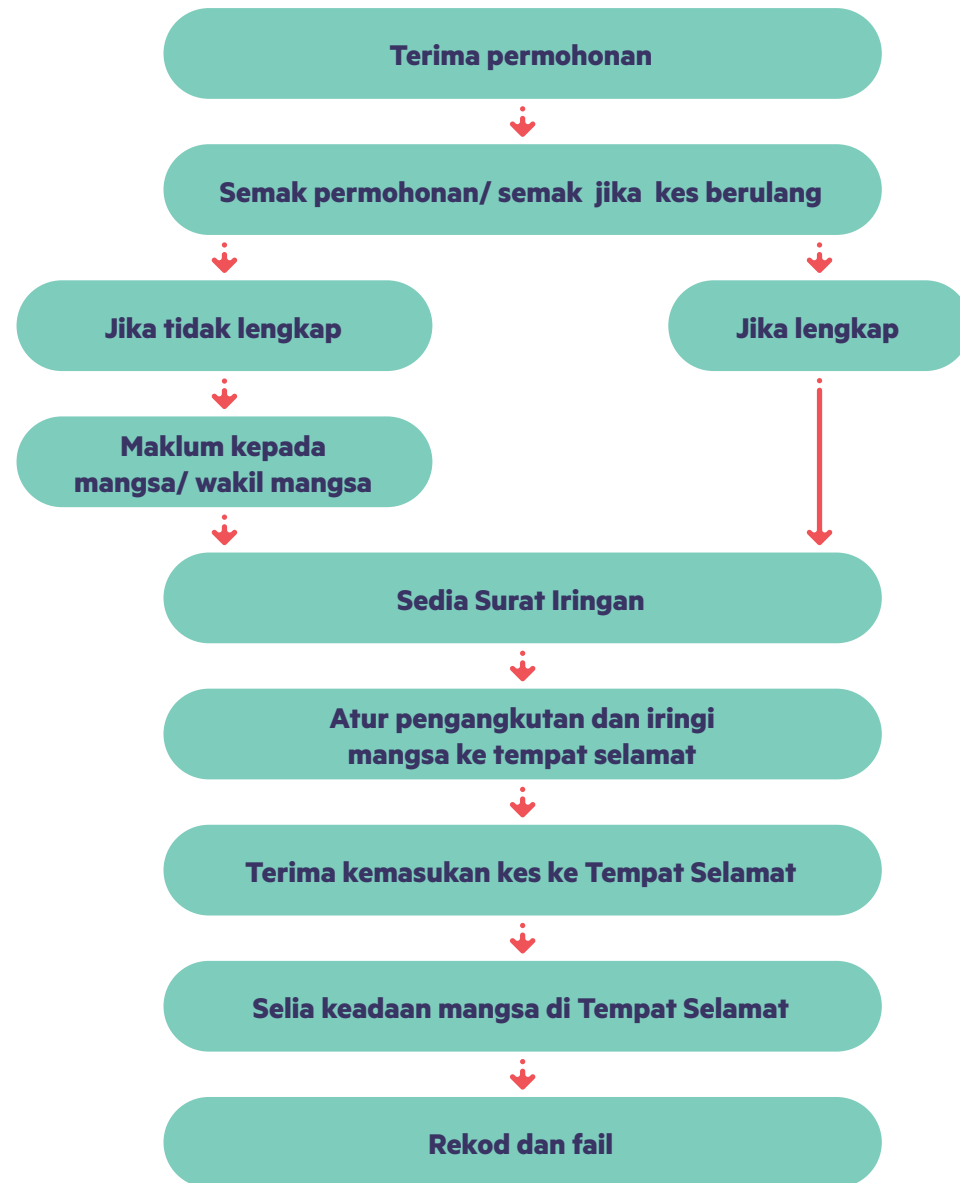 Terima permohonan
Semak permohonan/ semak jika kes berulang
Jika tidak lengkap
Jika lengkap
Maklum kepada
mangsa/ wakil mangsa
Sedia Surat Iringan
Atur pengangkutan dan iringi
mangsa ke tempat selamat
Terima kemasukan kes ke Tempat Selamat
Selia keadaan mangsa di Tempat Selamat
Rekod dan fail